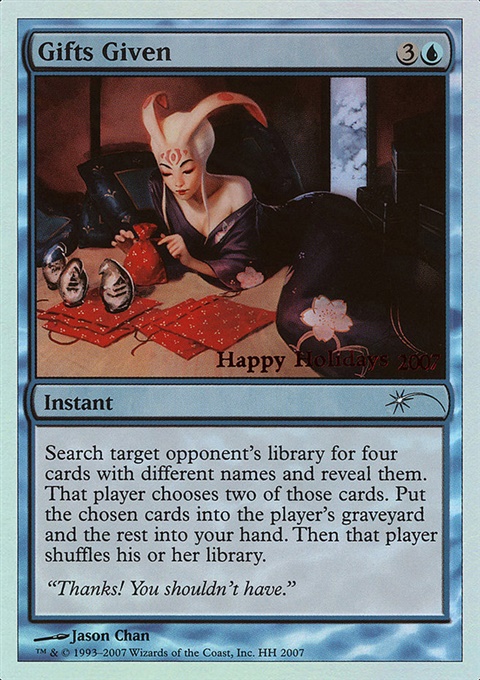 Gifts Given 3
Happy Holidays 2007
Instant
Search target opponent's library for four
cards with different names and reveal them.
That player chooses two of those cards. Put
the chosen cards into the player's graveyard
and the rest into your hand. Then that player
shuffles his or her library.
"Thanks! You shouldn't have."
Jason Chan
™ & © 1993–2007 Wizards of the Coast, Inc. HH 2007